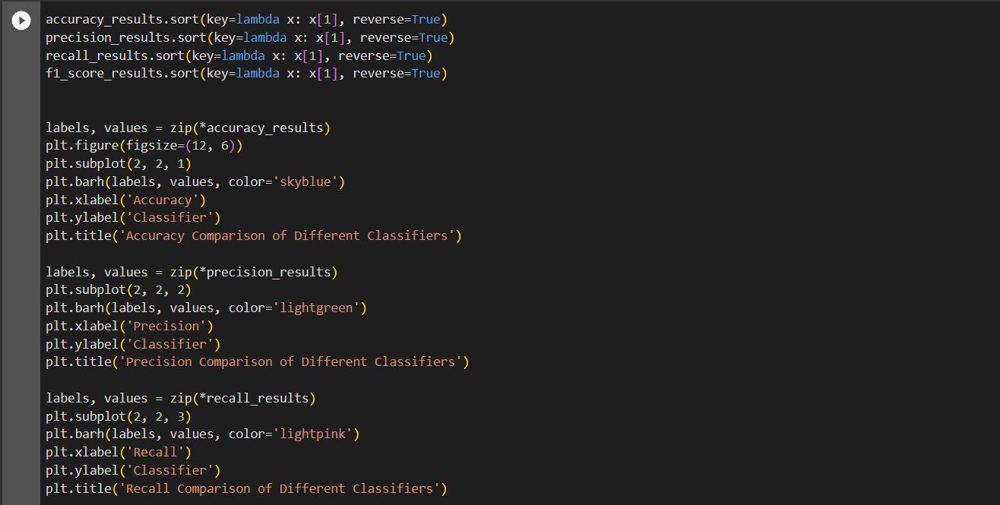 accuracy_results.sort(key=lambda x: x[1], reverse=True)
precision_results.sort(key=lambda x: x[1], reverse=True)
recall_results.sort(key=lambda x: x[1], reverse=True)
f1_score_results.sort(key=lambda x: x[1], reverse=True)
labels, values = zip(*accuracy_results)
plt.figure(figsize=(12, 6))
plt.subplot(2, 2, 1)
plt.barh(labels, values, color='skyblue')
plt.xlabel('Accuracy')
plt.ylabel('Classifier')
plt.title('Accuracy Comparison of Different Classifiers')
labels, values = zip(*precision_results)
plt.subplot(2, 2, 2)
plt.barh(labels, values, color='lightgreen')
plt.xlabel('Precision')
plt.ylabel('Classifier')
plt.title('Precision Comparison of Different Classifiers')
labels, values = zip(*recall_results)
plt.subplot(2, 2, 3)
plt.barh(labels, values, color='lightpink')
plt.xlabel('Recall')
plt.ylabel('Classifier')
plt.title('Recall Comparison of Different Classifiers')